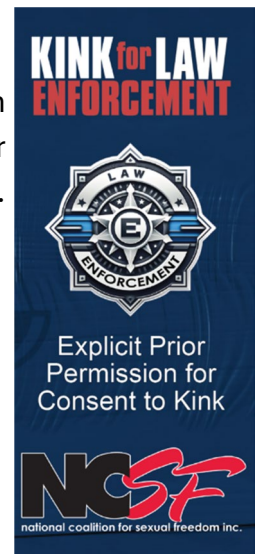 n
r
.
KINK for LAW
ENFORCEMENT
LAW
E
ENFORCEMENT
Explicit Prior
Permission for
Consent to Kink
NCSF
national coalition for sexual freedom inc.